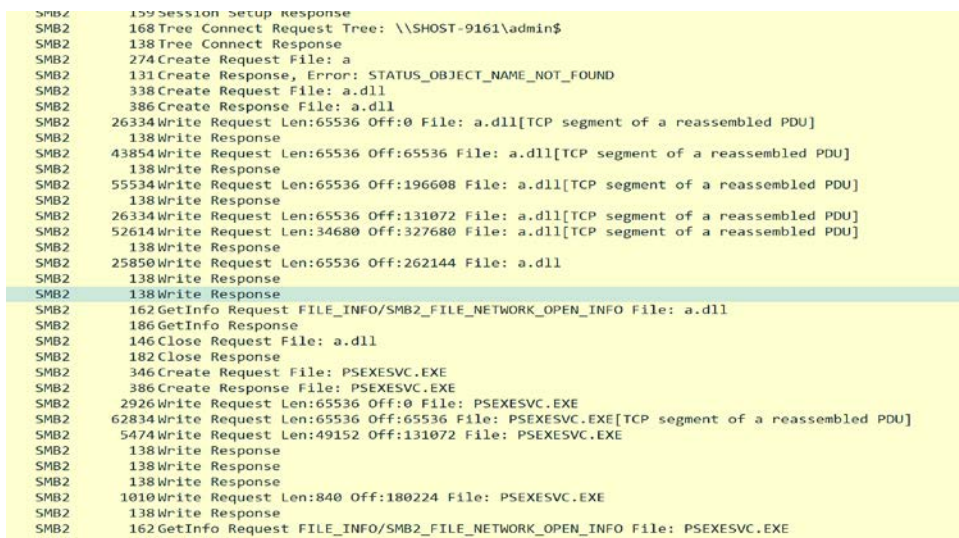 SMB2 159 Session Setup Response
SMB2 168 Tree Connect Request Tree: \\SHOST-9161\admin$
SMB2 138 Tree Connect Response
SMB2 274 Create Request File: a
SMB2 131 Create Response, Error: STATUS_OBJECT_NAME_NOT_FOUND
SMB2 338 Create Request File: a.dll
SMB2 386 Create Response File: a.dll
SMB2 26334 Write Request Len:65536 Off:0 File: a.dll[TCP segment of a reassembled PDU]
SMB2 138 Write Response
SMB2 43854 Write Request Len:65536 Off:65536 File: a.dll[TCP segment of a reassembled PDU]
SMB2 138 Write Response
SMB2 55534 Write Request Len:65536 Off:196608 File: a.dll[TCP segment of a reassembled PDU]
SMB2 138 Write Response
SMB2 26334 Write Request Len:65536 Off:131072 File: a.dll[TCP segment of a reassembled PDU]
SMB2 52614 Write Request Len:34680 Off:327680 File: a.dll[TCP segment of a reassembled PDU]
SMB2 138 Write Response
SMB2 25850 Write Request Len:65536 Off:262144 File: a.dll
SMB2 138 Write Response
SMB2 138 Write Response
SMB2 162 GetInfo Request FILE_INFO/SMB2_FILE_NETWORK_OPEN_INFO File: a.dll
SMB2 186 GetInfo Response
SMB2 146 Close Request File: a.dll
SMB2 182 Close Response
SMB2 346 Create Request File: PSEXESVC.EXE
SMB2 386 Create Response File: PSEXESVC.EXE
SMB2 2926 Write Request Len:65536 Off:0 File: PSEXESVC.EXE
SMB2 62834 Write Request Len:65536 Off:65536 File: PSEXESVC.EXE[TCP segment of a reassembled PDU]
SMB2 5474 Write Request Len:49152 Off:131072 File: PSEXESVC.EXE
SMB2 138 Write Response
SMB2 138 Write Response
SMB2 138 Write Response
SMB2 1010 Write Request Len:840 Off:180224 File: PSEXESVC.EXE
SMB2 138 Write Response
SMB2 162 GetInfo Request FILE_INFO/SMB2_FILE_NETWORK_OPEN_INFO File: PSEXESVC.EXE